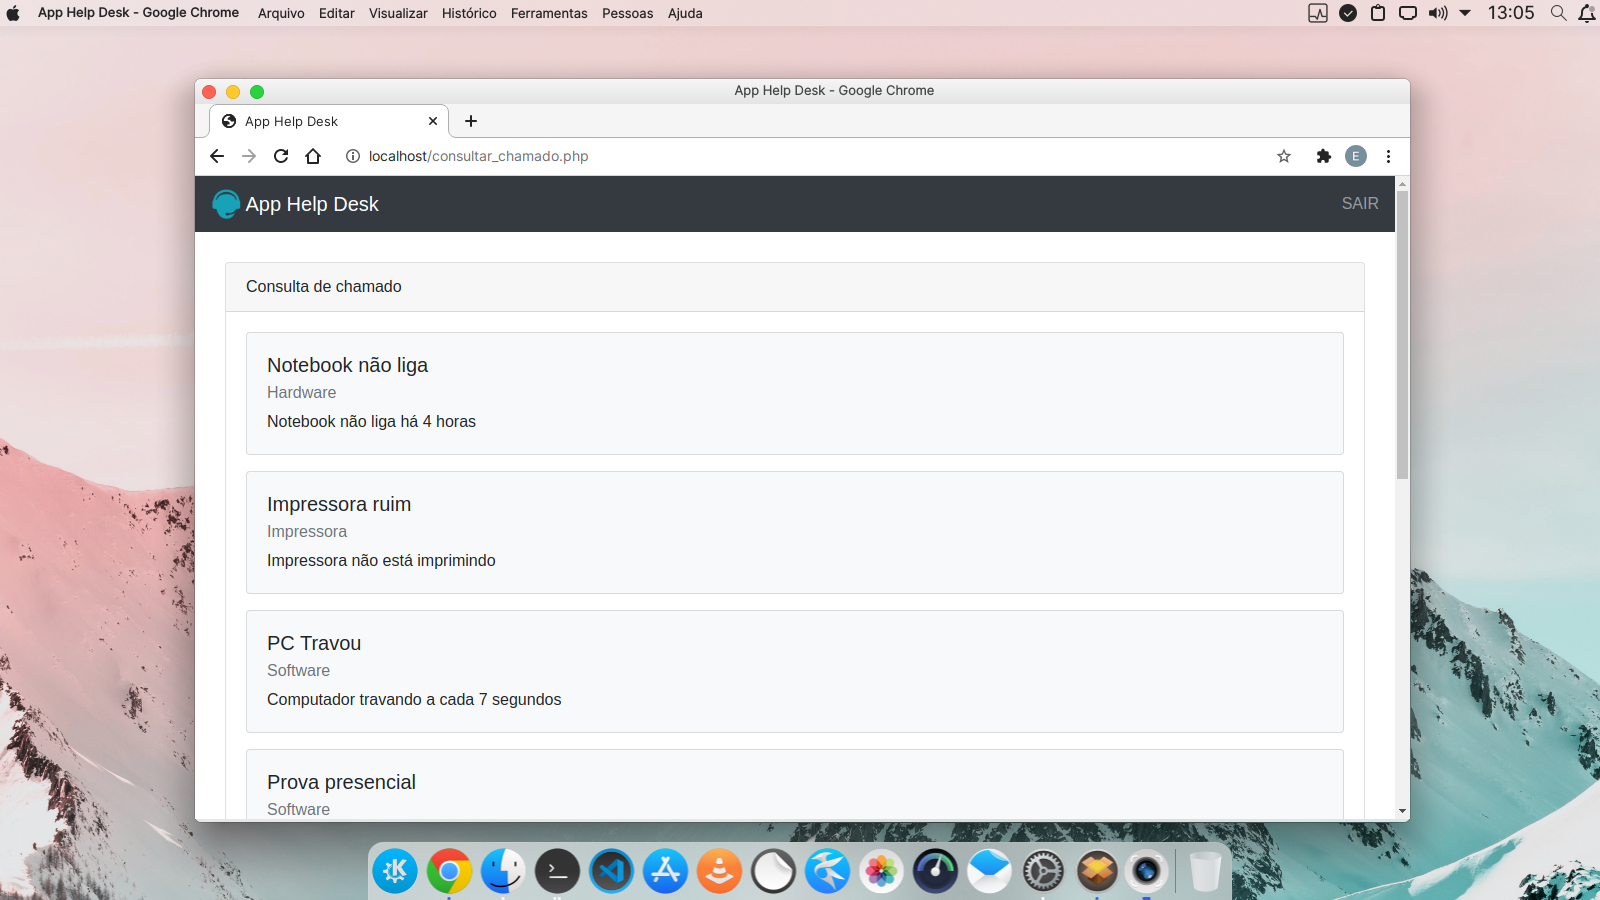 App Help Desk - Google Chrome Arquivo Editar Visualizar Histórico Ferramentas Pessoas Ajuda 13:05
App Help Desk - Google Chrome
App Help Desk
localhost/consultar_chamado.php E
App Help Desk SAIR
Consulta de chamado
Notebook não liga
Hardware
Notebook não liga há 4 horas
Impressora ruim
Impressora
Impressora não está imprimindo
PC Travou
Software
Computador travando a cada 7 segundos
Prova presencial
Software